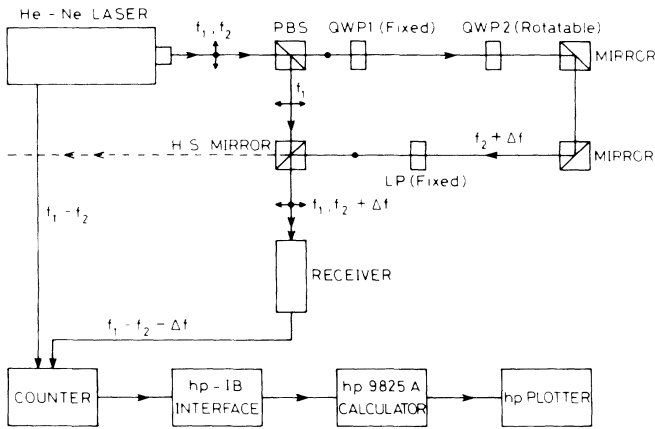 He - Ne LASER
f₁, f₂
PBS
QWP1 (Fixed)
QWP2 (Rotatable)
MIRROR
f₁
H S MIRROR
f₂ + Δf
MIRROR
LP (Fixed)
f₁ - f₂
f₁, f₂ + Δf
RECEIVER
f₁ - f₂ - Δf
COUNTER
hp - IB
INTERFACE
hp 9825 A
CALCULATOR
hp PLOTTER